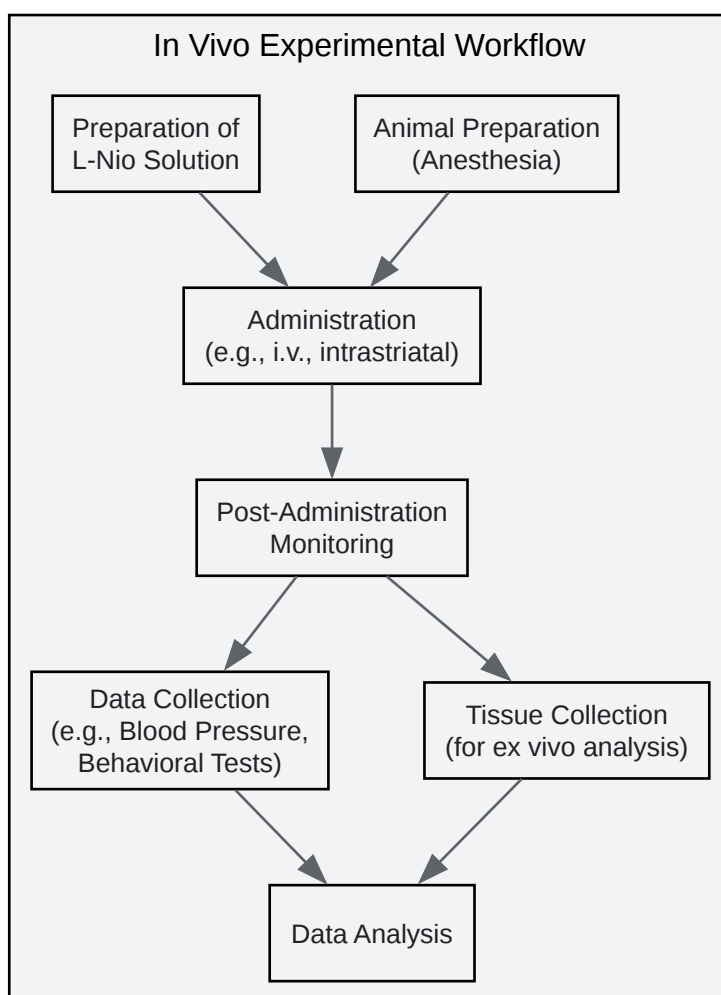 In Vivo Experimental Workflow
Preparation of
L-Nio Solution
Animal Preparation
(Anesthesia)
Administration
(e.g., i.v., intrastriatal)
Post-Administration
Monitoring
Data Collection
(e.g., Blood Pressure,
Behavioral Tests)
Tissue Collection
(for ex vivo analysis)
Data Analysis